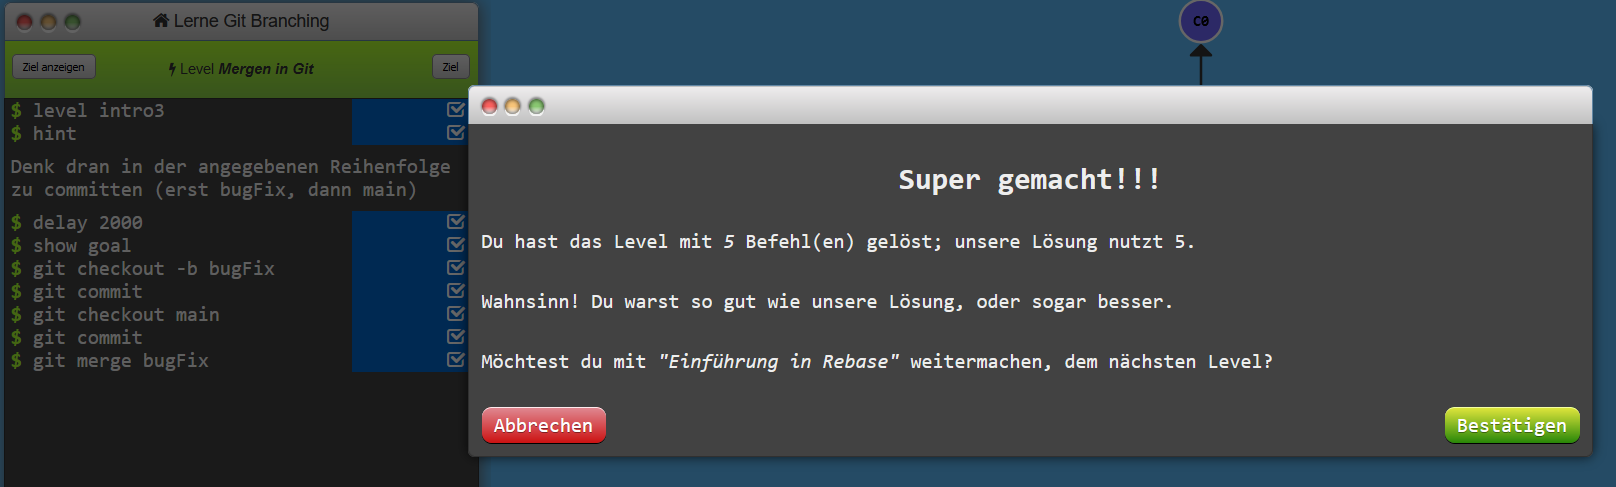 Lerne Git Branching
Ziel anzeigen
Level Mergen in Git
Ziel
$ level intro3
$ hint
Denk dran in der angegebenen Reihenfolge
zu committen (erst bugFix, dann main)
$ delay 2000
$ show goal
$ git checkout -b bugFix
$ git commit
$ git checkout main
$ git commit
$ git merge bugFix
C0
Super gemacht!!!
Du hast das Level mit 5 Befehl(en) gelöst; unsere Lösung nutzt 5.
Wahnsinn! Du warst so gut wie unsere Lösung, oder sogar besser.
Möchtest du mit "Einführung in Rebase" weitermachen, dem nächsten Level?
Abbrechen
Bestätigen